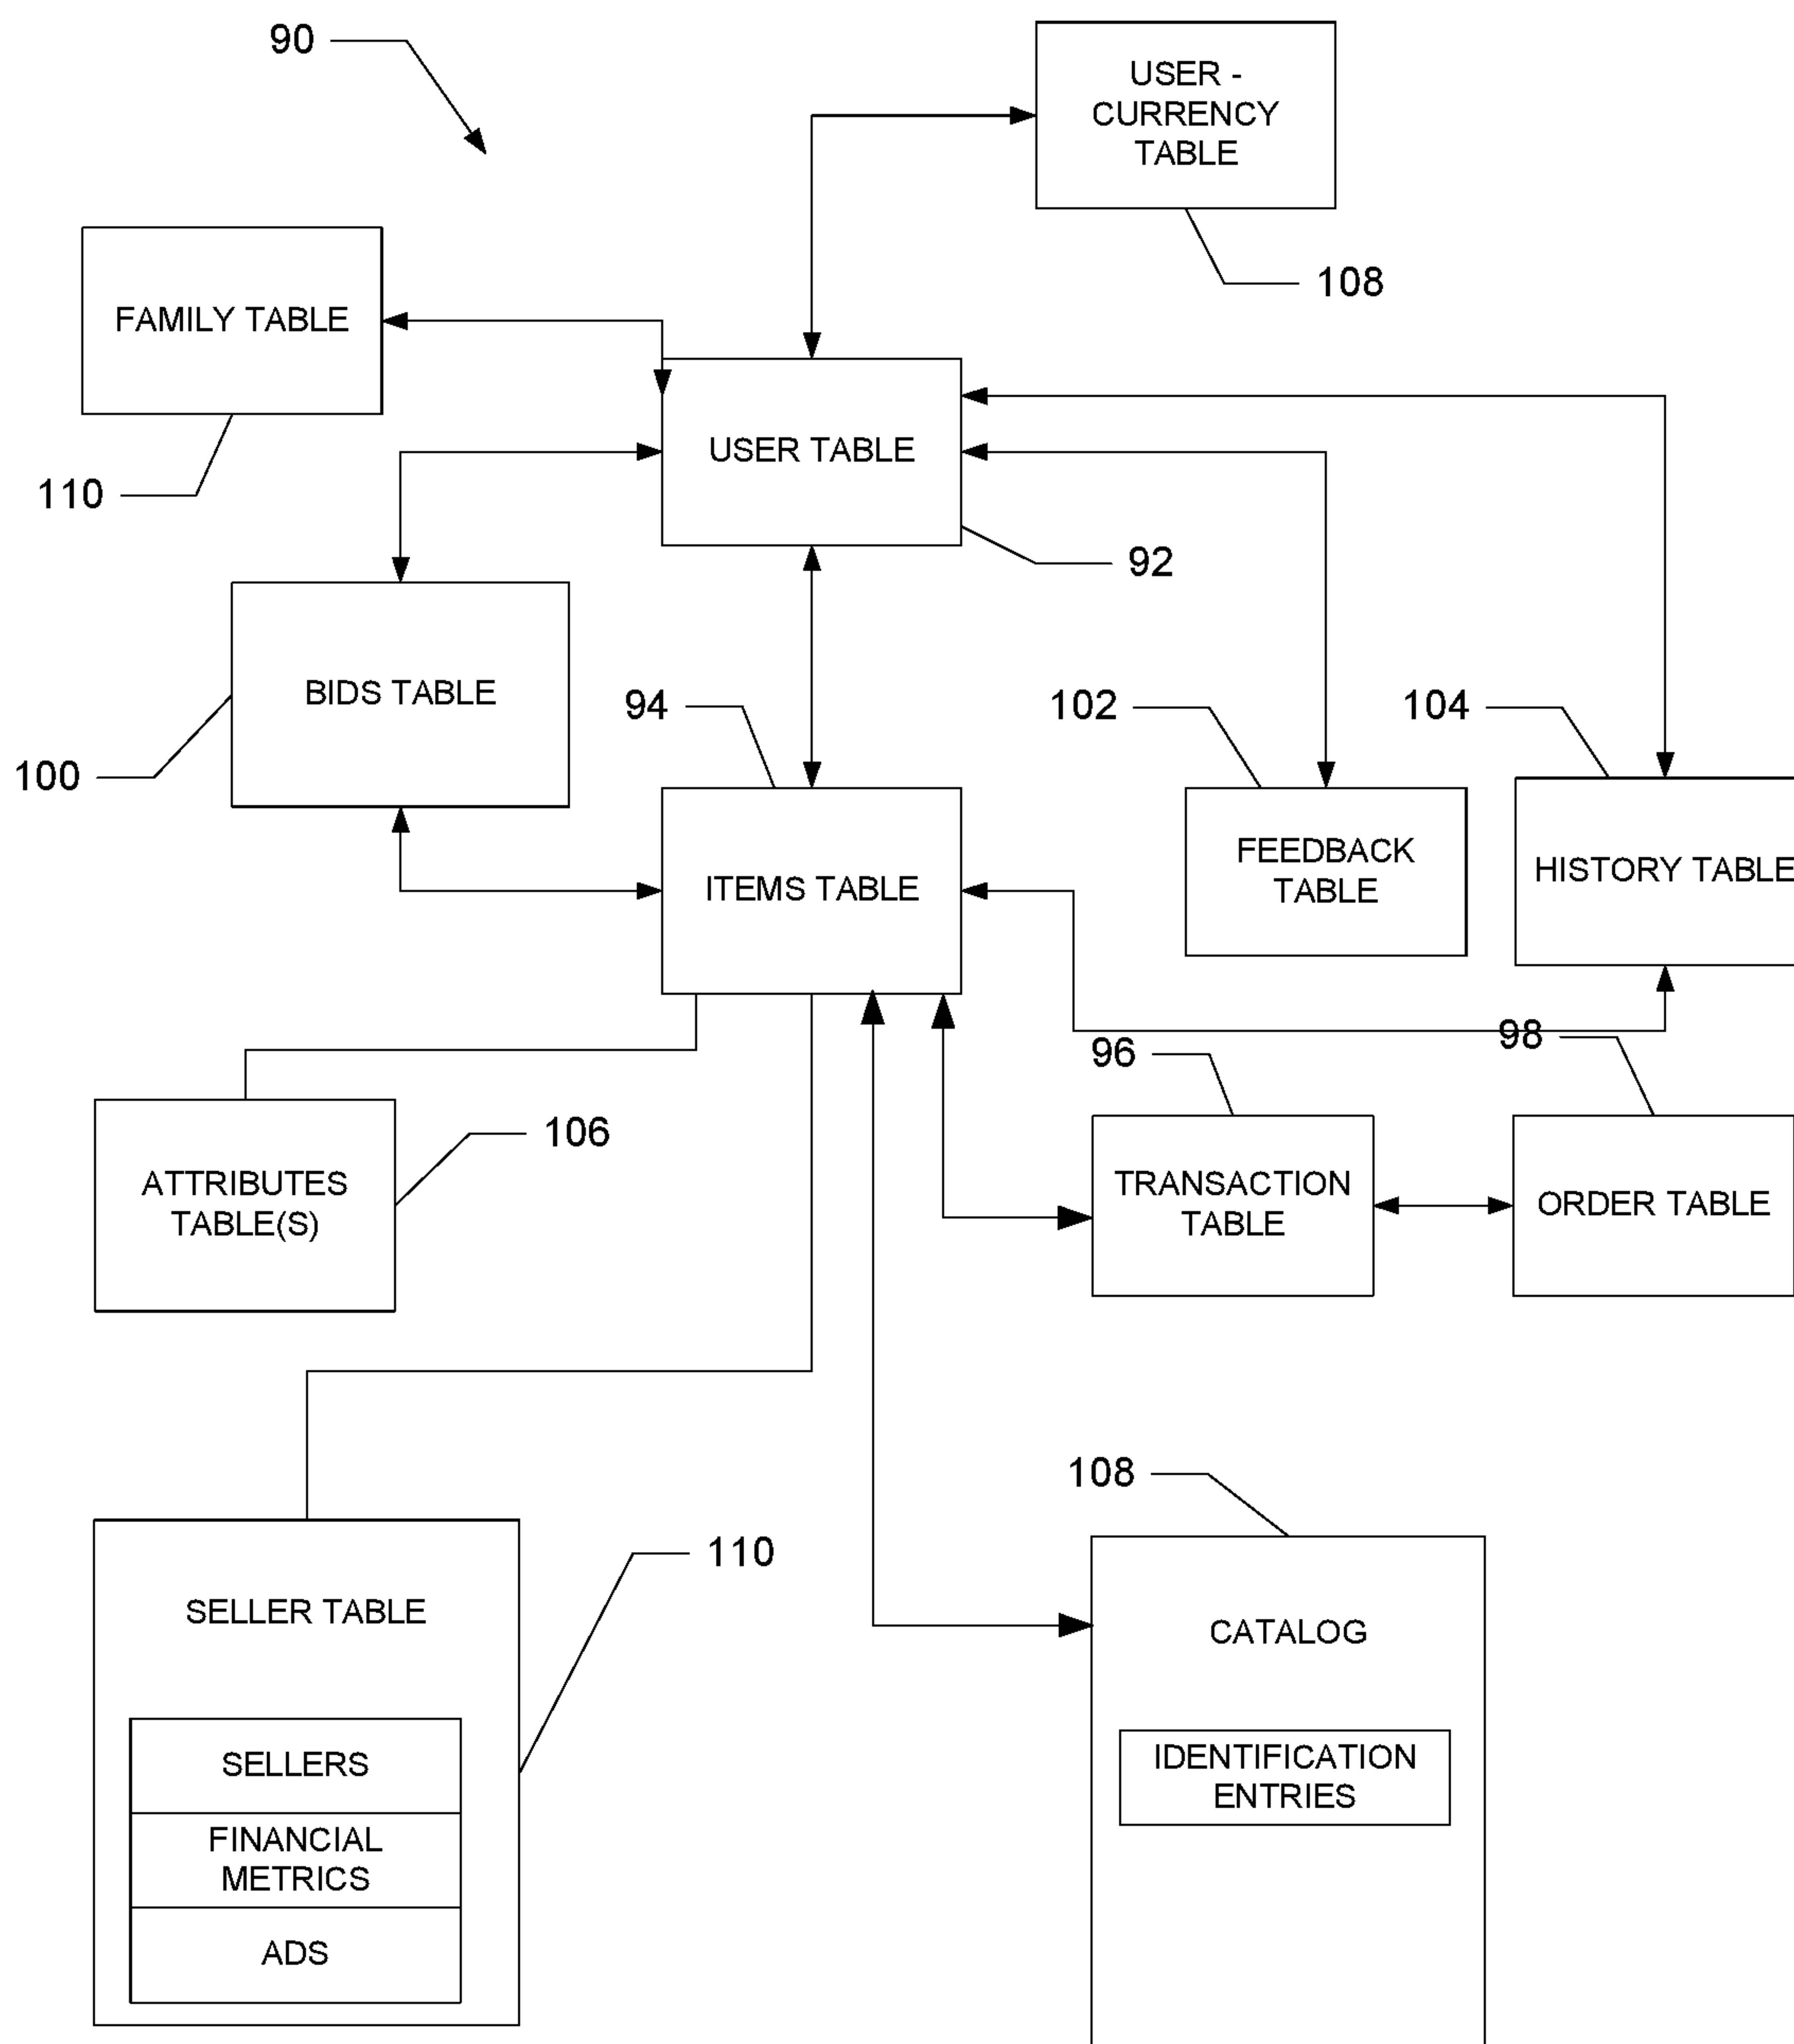 90
USER -
CURRENCY
TABLE
108
FAMILY TABLE
110
USER TABLE
92
BIDS TABLE
100
94
102
104
ITEMS TABLE
FEEDBACK
TABLE
HISTORY TABLE
96
98
ATTRIBUTES
TABLE(S)
106
TRANSACTION
TABLE
ORDER TABLE
108
110
SELLER TABLE
CATALOG
SELLERS
FINANCIAL
METRICS
ADS
IDENTIFICATION
ENTRIES